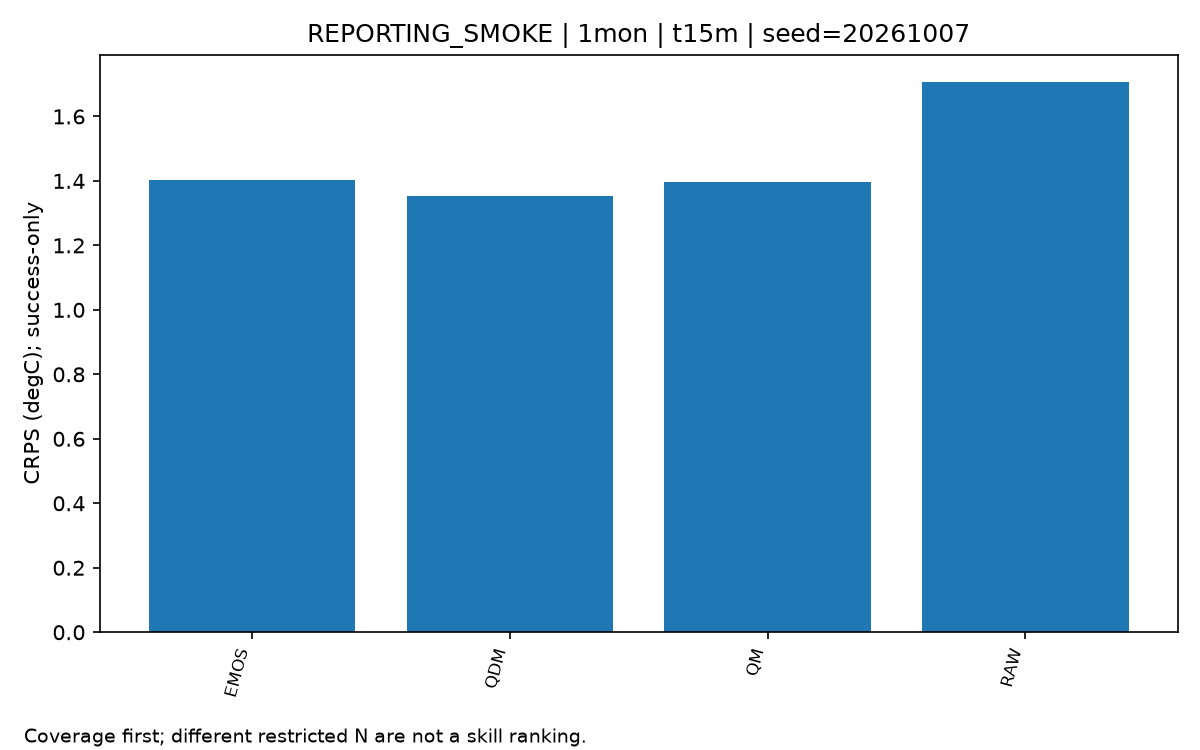 REPORTING_SMOKE | 1mon | t15m | seed=20261007
CRPS (degC); success-only
1.6
1.4
1.2
1.0
0.8
0.6
0.4
0.2
0.0
EMOS
QDM
QM
RAW
Coverage first; different restricted N are not a skill ranking.